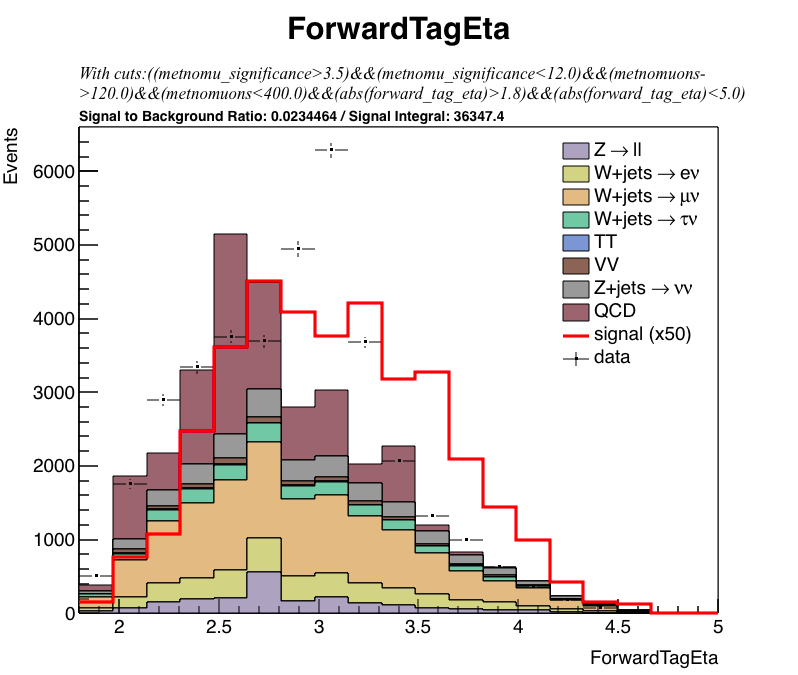 ForwardTagEta
With cuts:((metnomu_significance>3.5)&&(metnomu_significance<12.0)&&(metnomuons-
>120.0)&&(metnomuons<400.0)&&(abs(forward_tag_eta)>1.8)&&(abs(forward_tag_eta)<5.0)
Signal to Background Ratio: 0.0234464 / Signal Integral: 36347.4
Events
6000
5000
4000
3000
2000
1000
0
Z → ll
W+jets → eν
W+jets → μν
W+jets → τν
TT
VV
Z+jets → νν
QCD
signal (x50)
data
2 2.5 3 3.5 4 4.5 5
ForwardTagEta